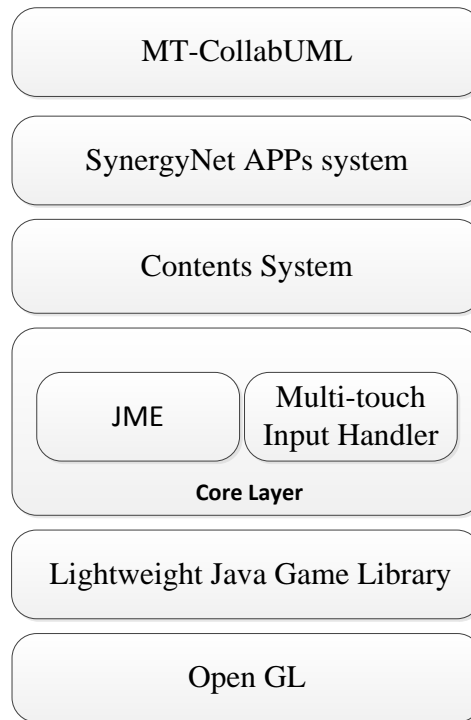 MT-CollabUML
SynergyNet APPs system
Contents System
JME
Multi-touch
Input Handler
Core Layer
Lightweight Java Game Library
Open GL